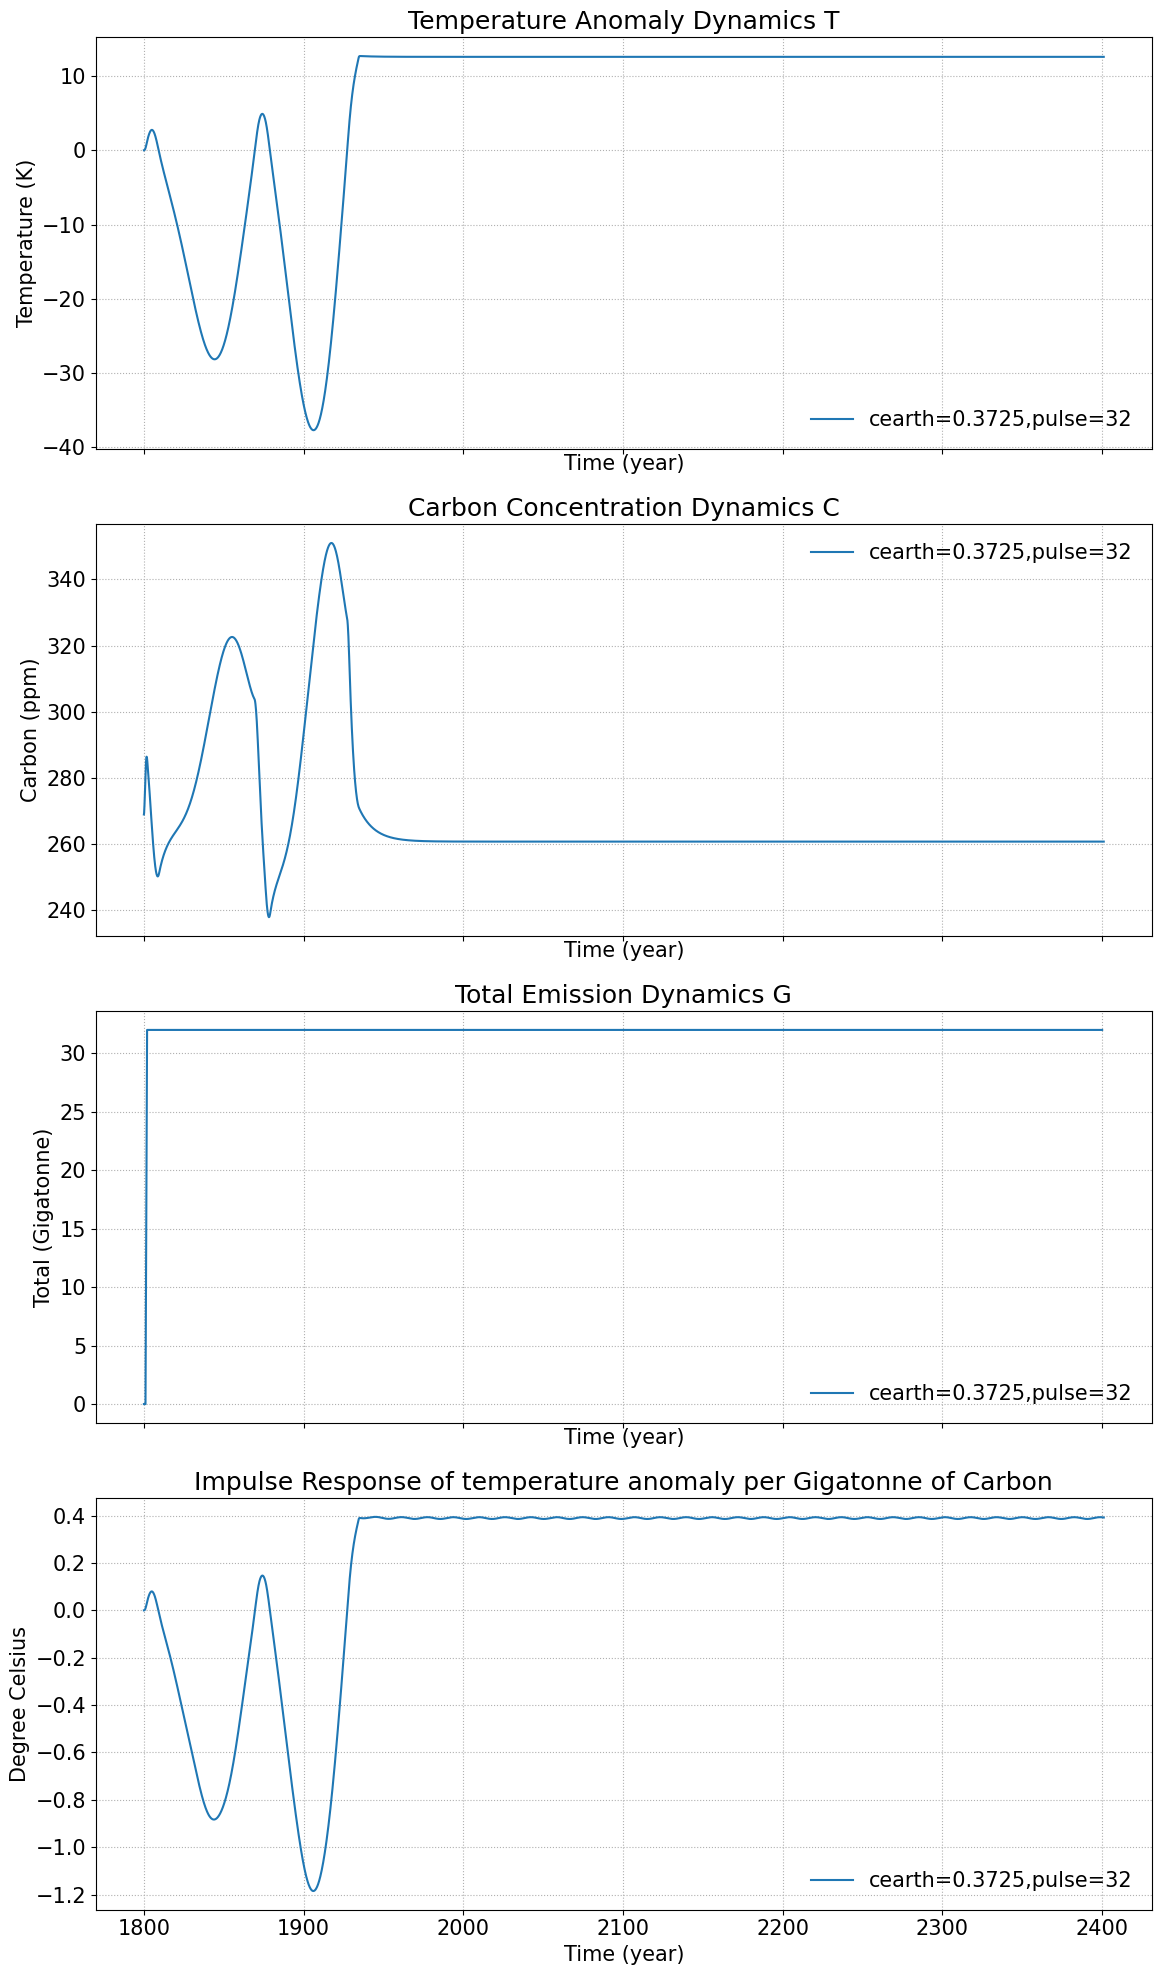 Temperature Anomaly Dynamics T
10
0
−10
−20
−30
−40
Temperature (K)
cearth=0.3725,pulse=32
Time (year)
Carbon Concentration Dynamics C
340
320
300
280
260
240
Carbon (ppm)
cearth=0.3725,pulse=32
Time (year)
Total Emission Dynamics G
30
25
20
15
10
5
0
Total (Gigatonne)
cearth=0.3725,pulse=32
Time (year)
Impulse Response of temperature anomaly per Gigatonne of Carbon
0.4
0.2
0.0
−0.2
−0.4
−0.6
−0.8
−1.0
−1.2
Degree Celsius
cearth=0.3725,pulse=32
1800 1900 2000 2100 2200 2300 2400
Time (year)